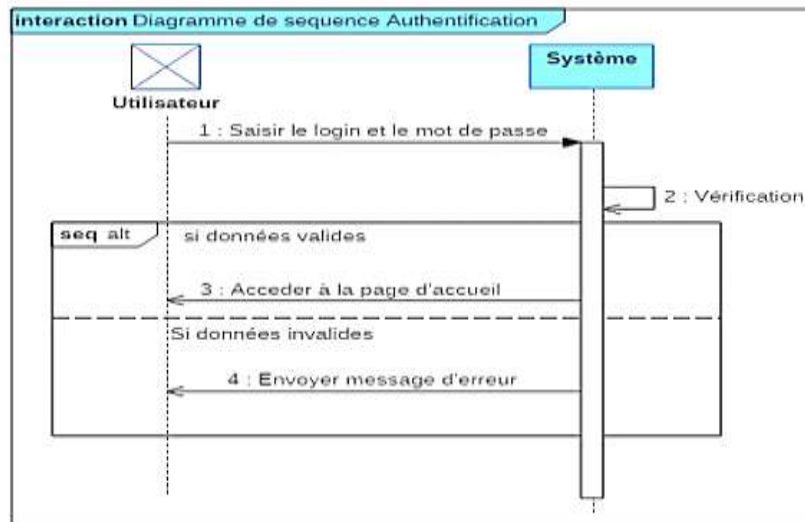 interaction Diagramme de sequence Authentification
Système
Utilisateur
1 : Saisir le login et le mot de passe
2 : Vérification
seq alt
si données valides
3 : Acceder à la page d'accueil
Si données invalides
4 : Envoyer message d'erreur